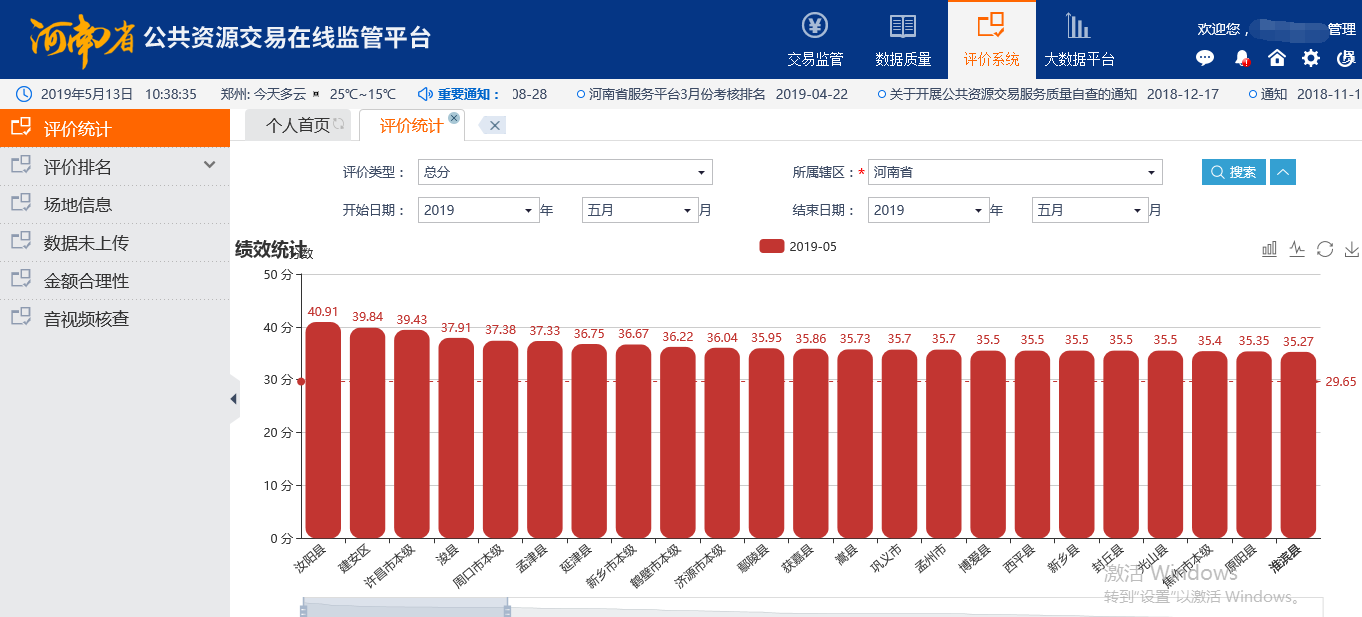 河南省 公共资源交易在线监管平台
交易监管 数据质量 评价系统 大数据平台
欢迎您， 管理
2019年5月13日 10:38:35 郑州: 今天多云 25℃~15℃ 重要通知： 08-28 河南省服务平台3月份考核排名 2019-04-22 关于开展公共资源交易服务质量自查的通知 2018-12-17 通知 2018-11-1
评价统计
评价排名
场地信息
数据未上传
金额合理性
音视频核查
个人首页 评价统计
评价类型： 总分 所属辖区：* 河南省 搜索
开始日期： 2019 年 五月 月 结束日期： 2019 年 五月 月
绩效统计 数
2019-05
50 分
40 分
30 分
20 分
10 分
0 分
40.91 39.84 39.43 37.91 37.38 37.33 36.75 36.67 36.22 36.04 35.95 35.86 35.73 35.7 35.7 35.5 35.5 35.5 35.5 35.5 35.4 35.35 35.27
29.65
汝阳县 建安区 许昌市本级 浚县 周口市本级 孟津县 延津县 新乡市本级 鹤壁市本级 济源市本级 鄢陵县 获嘉县 嵩县 巩义市 孟州市 博爱县 西平县 新乡县 封丘县 光山县 焦作市本级 原阳县 淮滨县
激活 Windows
转到"设置"以激活 Windows。